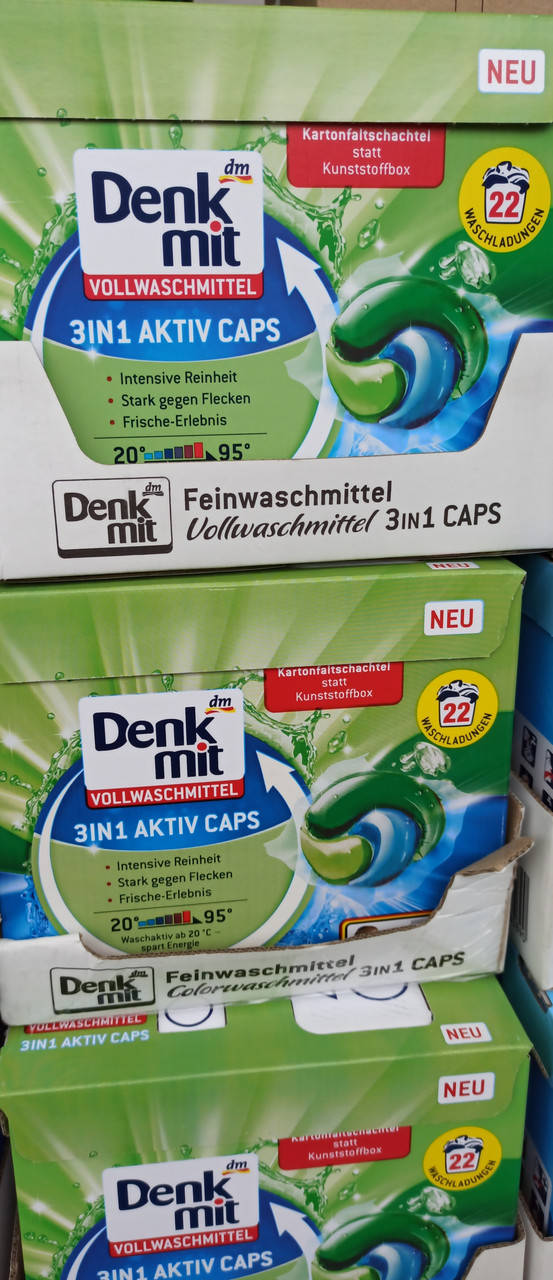 NEU
Kartonfaltschachtel
statt
Kunststoffbox
dm
Denk
mit
VOLLWASCHMITTEL
22
WASCHLADUNGEN
3IN1 AKTIV CAPS
• Intensive Reinheit
• Stark gegen Flecken
• Frische-Erlebnis
20° 95°
dm
Denk
mit
Feinwaschmittel
Vollwaschmittel 3IN1 CAPS
NEU
NEU
Kartonfaltschachtel
statt
Kunststoffbox
dm
Denk
mit
VOLLWASCHMITTEL
22
WASCHLADUNGEN
3IN1 AKTIV CAPS
• Intensive Reinheit
• Stark gegen Flecken
• Frische-Erlebnis
20° 95°
Waschaktiv ab 20 °C –
spart Energie
dm
Denk
mit
Feinwaschmittel
Colorwaschmittel 3IN1 CAPS
VOLLWASCHMITTEL
3IN1 AKTIV CAPS
NEU
NEU
Kartonfaltschachtel
statt
Kunststoffbox
dm
Denk
mit
VOLLWASCHMITTEL
22
WASCHLADUNGEN
3IN1 AKTIV CAPS